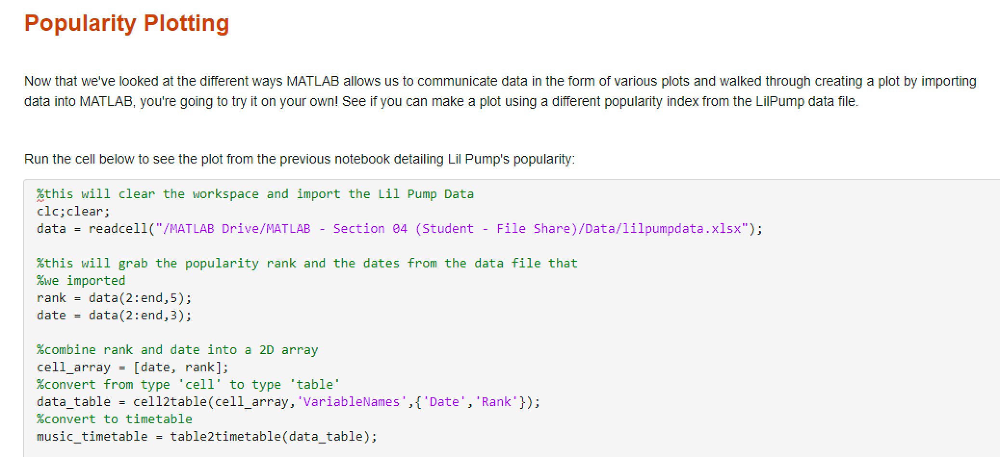 Popularity Plotting
Now that we've looked at the different ways MATLAB allows us to communicate data in the form of various plots and walked through creating a plot by importing
data into MATLAB, you're going to try it on your own! See if you can make a plot using a different popularity index from the LilPump data file.
Run the cell below to see the plot from the previous notebook detailing Lil Pump's popularity:
%this will clear the workspace and import the Lil Pump Data
clc;clear;
data = readcell("/MATLAB Drive/MATLAB - Section 04 (Student - File Share)/Data/lilpumpdata.xlsx");
%this will grab the popularity rank and the dates from the data file that
%we imported
rank = data(2:end,5);
date = data(2:end,3);
%combine rank and date into a 2D array
cell_array = [date, rank];
%convert from type 'cell' to type 'table'
data_table = cell2table(cell_array,'VariableNames',{'Date','Rank'});
%convert to timetable
music_timetable = table2timetable(data_table);